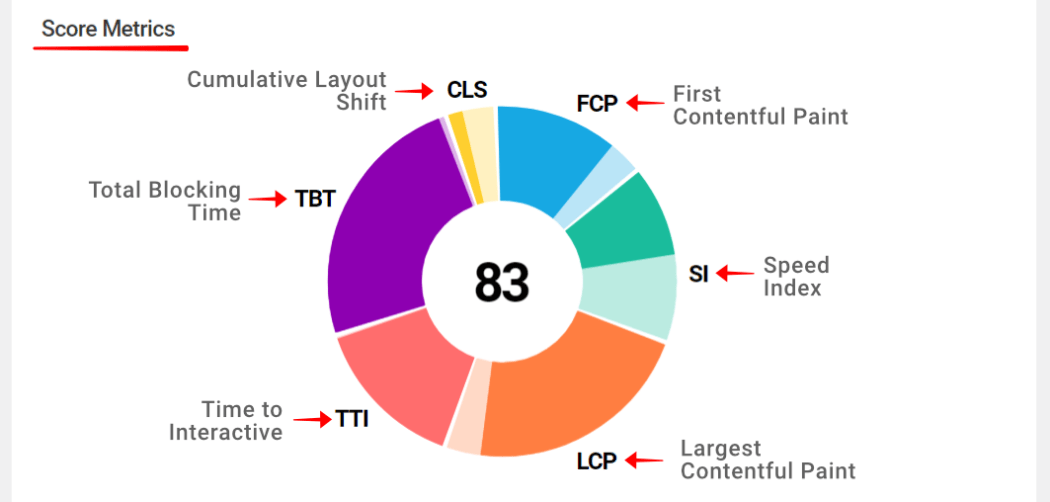 Score Metrics
Cumulative Layout
Shift
CLS
FCP
First
Contentful Paint
Total Blocking
Time
TBT
83
SI
Speed
Index
Time to
Interactive
TTI
LCP
Largest
Contentful Paint